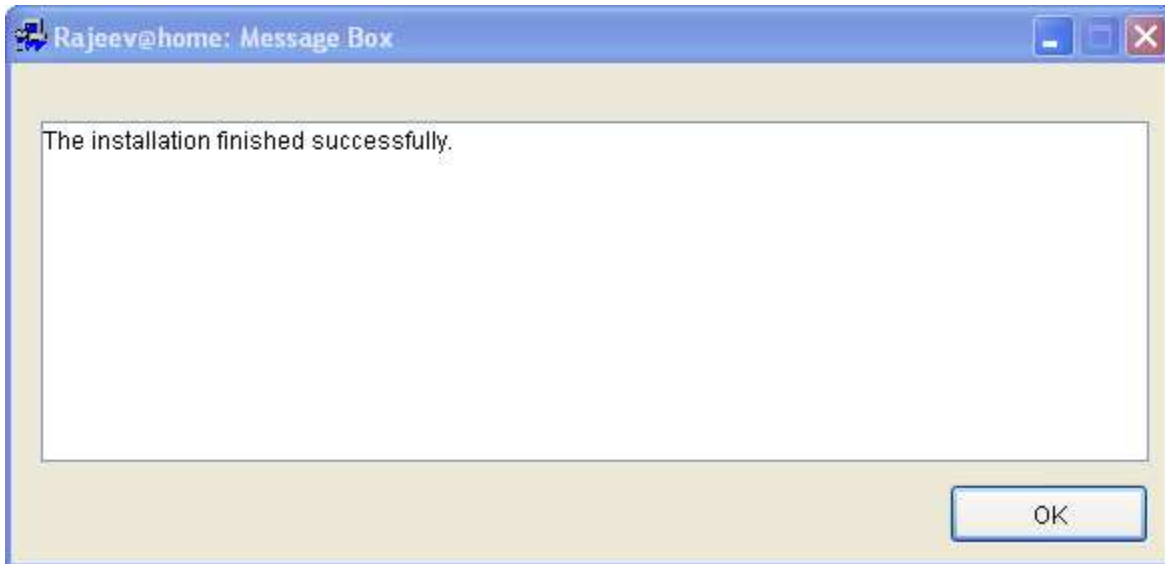 Rajeev@home: Message Box
The installation finished successfully.
OK